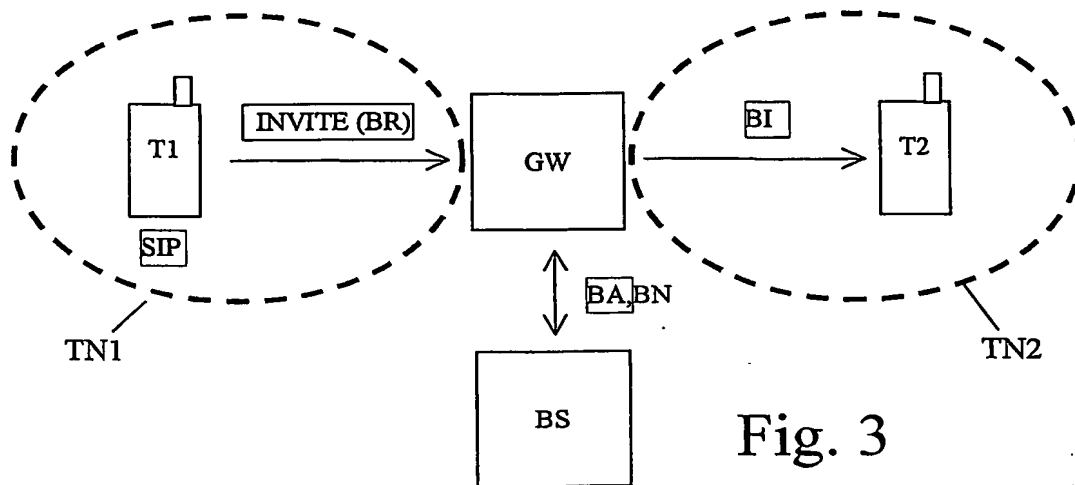 INVITE (BR)
BI
T1
GW
T2
SIP
BA,BN
TN1
TN2
BS
Fig. 3